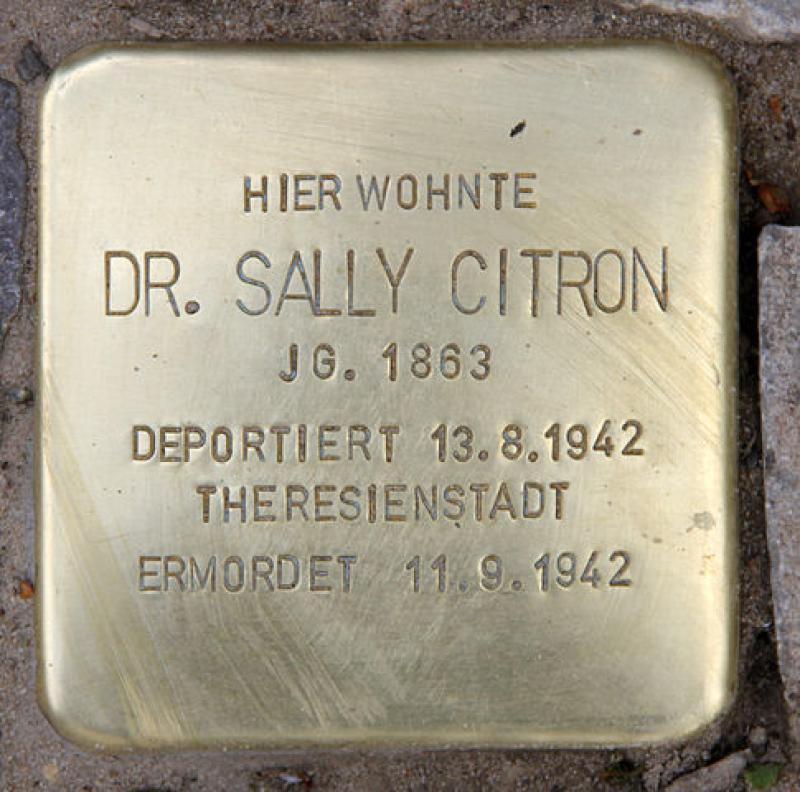 HIER WOHNTE
DR. SALLY CITRON
JG. 1863
DEPORTIERT 13.8.1942
THERESIENSTADT
ERMORDET 11.9.1942